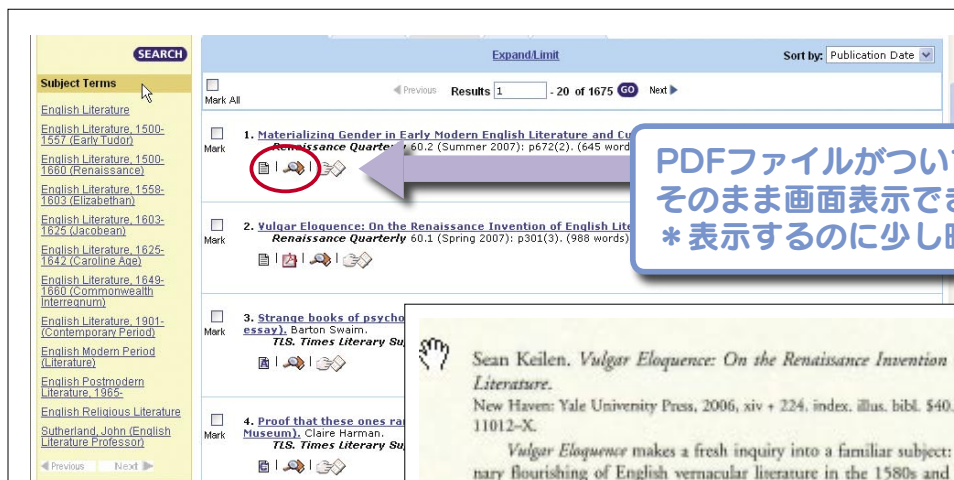 SEARCH
Subject Terms
English Literature
English Literature, 1500-
1557 (Early Tudor)
English Literature, 1500-
1660 (Renaissance)
English Literature, 1558-
1603 (Elizabethan)
English Literature, 1603-
1625 (Jacobean)
English Literature, 1625-
1642 (Caroline Age)
English Literature, 1649-
1660 (Commonwealth
Interregnum)
English Literature, 1901-
(Contemporary Period)
English Modern Period
(Literature)
English Postmodern
Literature, 1965-
English Religious Literature
Sutherland, John (English
Literature Professor)
Previous Next
Expand/Limit
Sort by: Publication Date
Mark All
Previous Results 1 - 20 of 1675 GO Next
Mark
1. Materializing Gender in Early Modern English Literature and Cu
Renaissance Quarterly 60.2 (Summer 2007): p672(2). (645 word
PDFファイルがつい
そのまま画面表示でき
＊表示するのに少し
Mark
2. Vulgar Eloquence: On the Renaissance Invention of English Lite
Renaissance Quarterly 60.1 (Spring 2007): p301(3). (988 words)
Mark
3. Strange books of psycho
essay). Barton Swaim.
TLS. Times Literary Su
Mark
4. Proof that these ones ra
Museum). Claire Harman.
TLS. Times Literary Su
Sean Keilen. Vulgar Eloquence: On the Renaissance Invention
Literature.
New Haven: Yale University Press, 2006, xiv + 224. index. illus. bibl. $40.
11012–X.
Vulgar Eloquence makes a fresh inquiry into a familiar subject:
nary flourishing of English vernacular literature in the 1580s and